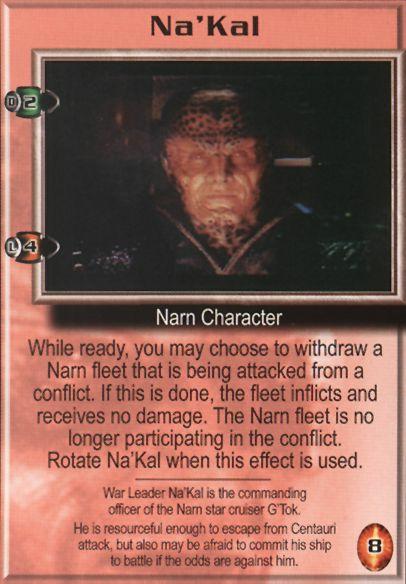 Na'Kal
D 2
L 4
Narn Character
While ready, you may choose to withdraw a
Narn fleet that is being attacked from a
conflict. If this is done, the fleet inflicts and
receives no damage. The Narn fleet is no
longer participating in the conflict.
Rotate Na'Kal when this effect is used.
War Leader Na'Kal is the commanding
officer of the Narn star cruiser G'Tok.
He is resourceful enough to escape from Centauri
attack, but also may be afraid to commit his ship
to battle if the odds are against him.
8